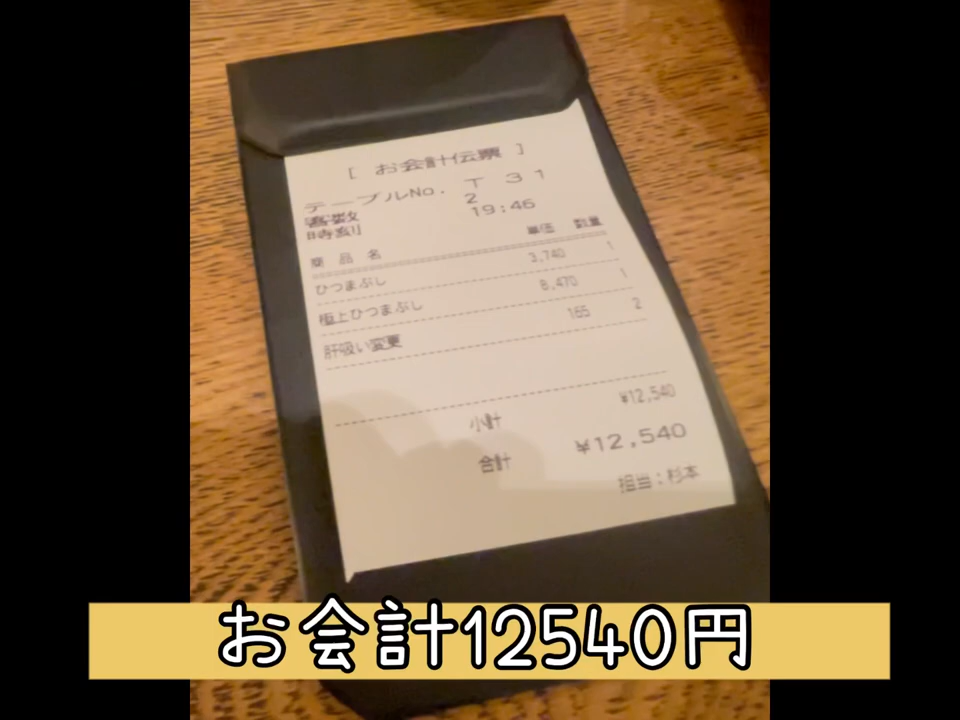 [ お会計伝票 ]
テーブルNo. T 31
客数 2
時刻 19:46
商 品 名 単価 数量
ひつまぶし 3,740 1
極上ひつまぶし 8,470 1
肝吸い変更 165 2
小計 ¥12,540
合計 ¥12,540
担当：杉本
お会計12540円